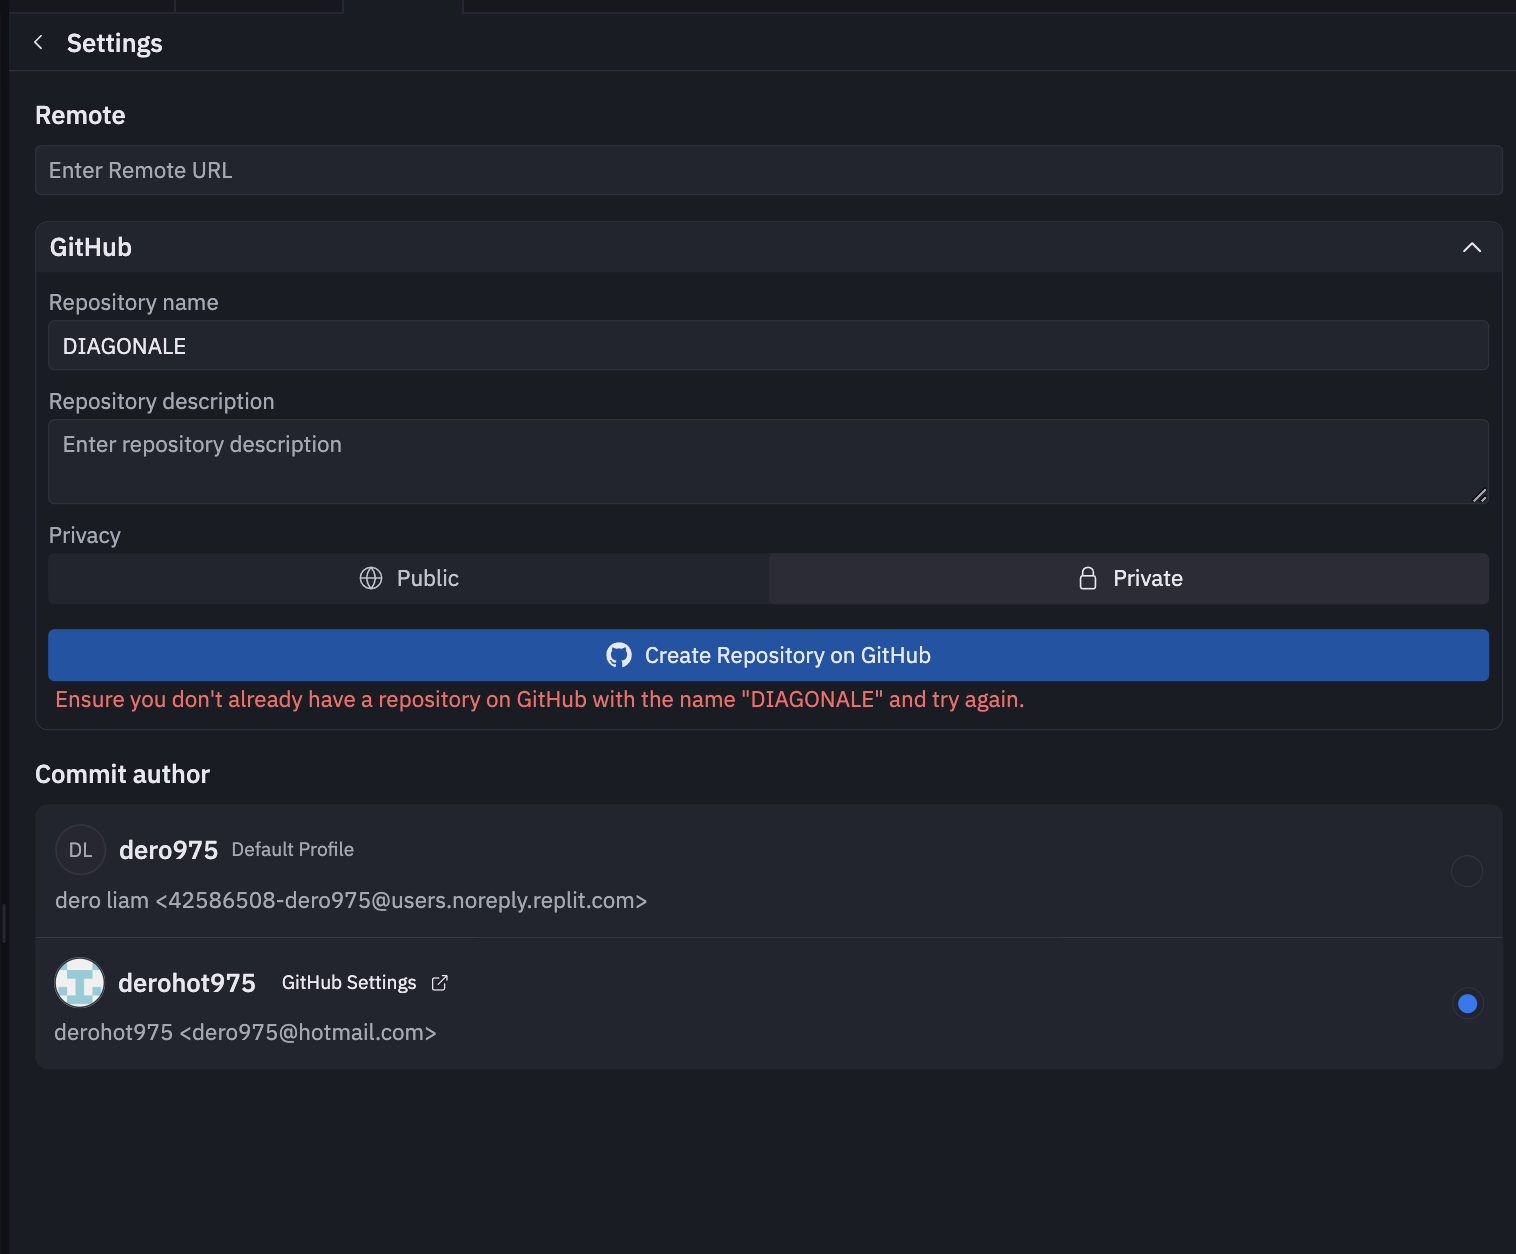 Settings
Remote
Enter Remote URL
GitHub
Repository name
DIAGONALE
Repository description
Enter repository description
Privacy
Public
Private
Create Repository on GitHub
Ensure you don't already have a repository on GitHub with the name "DIAGONALE" and try again.
Commit author
DL dero975 Default Profile
dero liam <42586508-dero975@users.noreply.replit.com>
derohot975 GitHub Settings
derohot975 <dero975@hotmail.com>